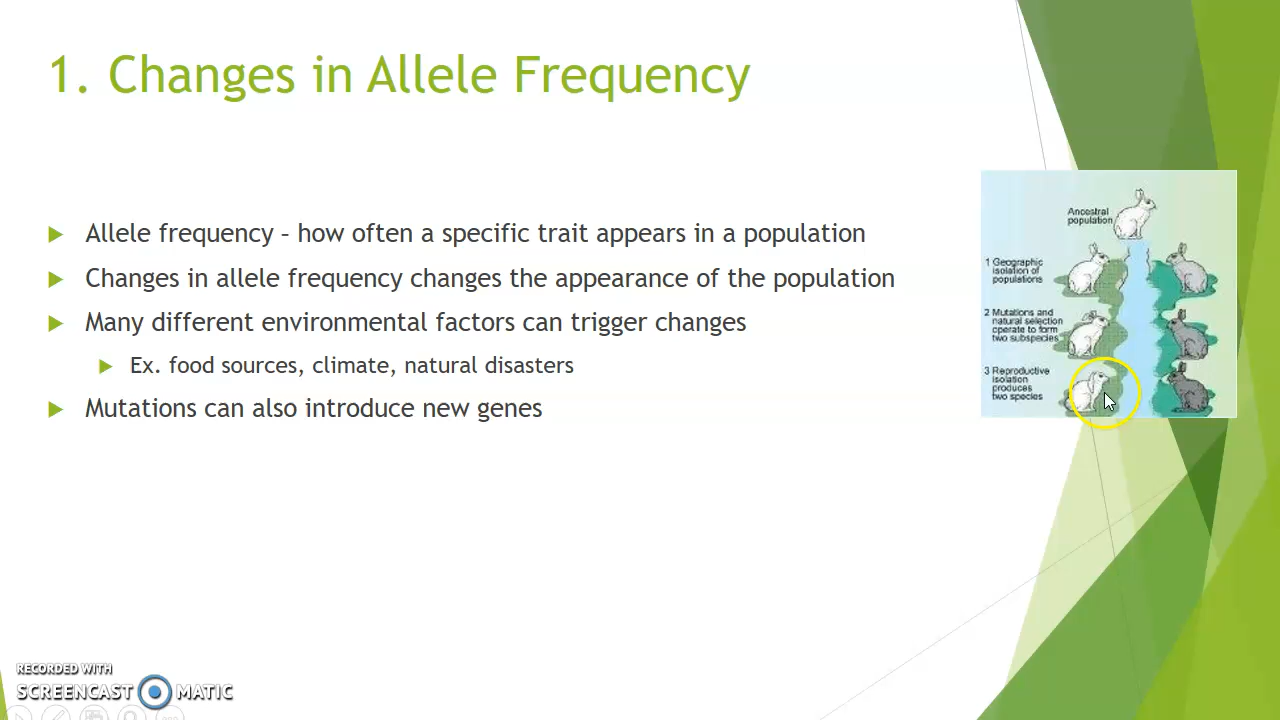 1. Changes in Allele Frequency
Allele frequency – how often a specific trait appears in a population
Changes in allele frequency changes the appearance of the population
Many different environmental factors can trigger changes
Ex. food sources, climate, natural disasters
Mutations can also introduce new genes
Ancestral
population
1 Geographic
isolation of
populations
2 Mutations and
natural selection
operate to form
two subspecies
3 Reproductive
isolation
produces
two species
RECORDED WITH
SCREENCAST MATIC